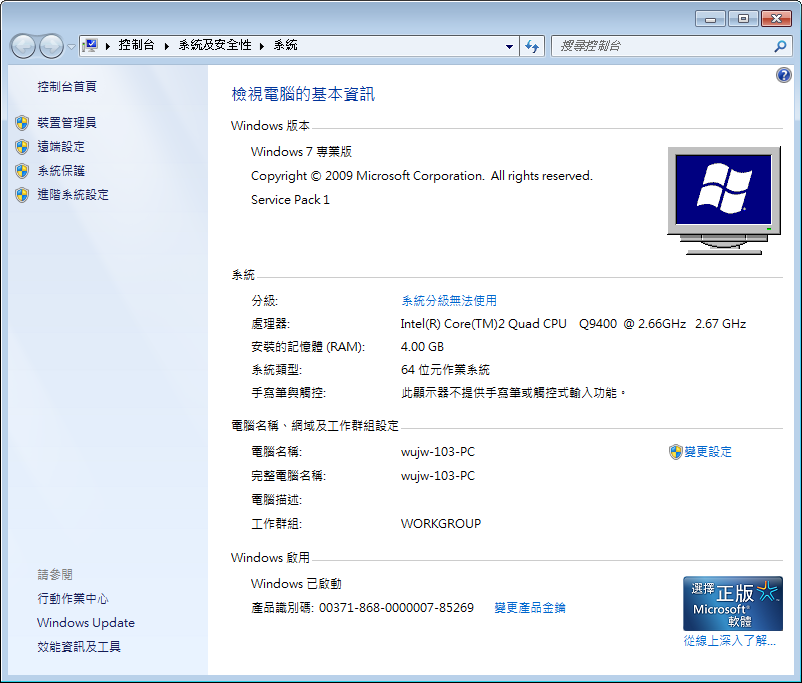 控制台 ▸ 系統及安全性 ▸ 系統
搜尋控制台
控制台首頁
裝置管理員
遠端設定
系統保護
進階系統設定
請參閱
行動作業中心
Windows Update
效能資訊及工具
檢視電腦的基本資訊
Windows 版本
Windows 7 專業版
Copyright © 2009 Microsoft Corporation. All rights reserved.
Service Pack 1
系統
分級: 系統分級無法使用
處理器: Intel(R) Core(TM)2 Quad CPU Q9400 @ 2.66GHz 2.67 GHz
安裝的記憶體 (RAM): 4.00 GB
系統類型: 64 位元作業系統
手寫筆與觸控: 此顯示器不提供手寫筆或觸控式輸入功能。
電腦名稱、網域及工作群組設定
電腦名稱: wujw-103-PC 變更設定
完整電腦名稱: wujw-103-PC
電腦描述:
工作群組: WORKGROUP
Windows 啟用
Windows 已啟動
產品識別碼: 00371-868-0000007-85269 變更產品金鑰
選擇 正版
Microsoft®
軟體
從線上深入了解...